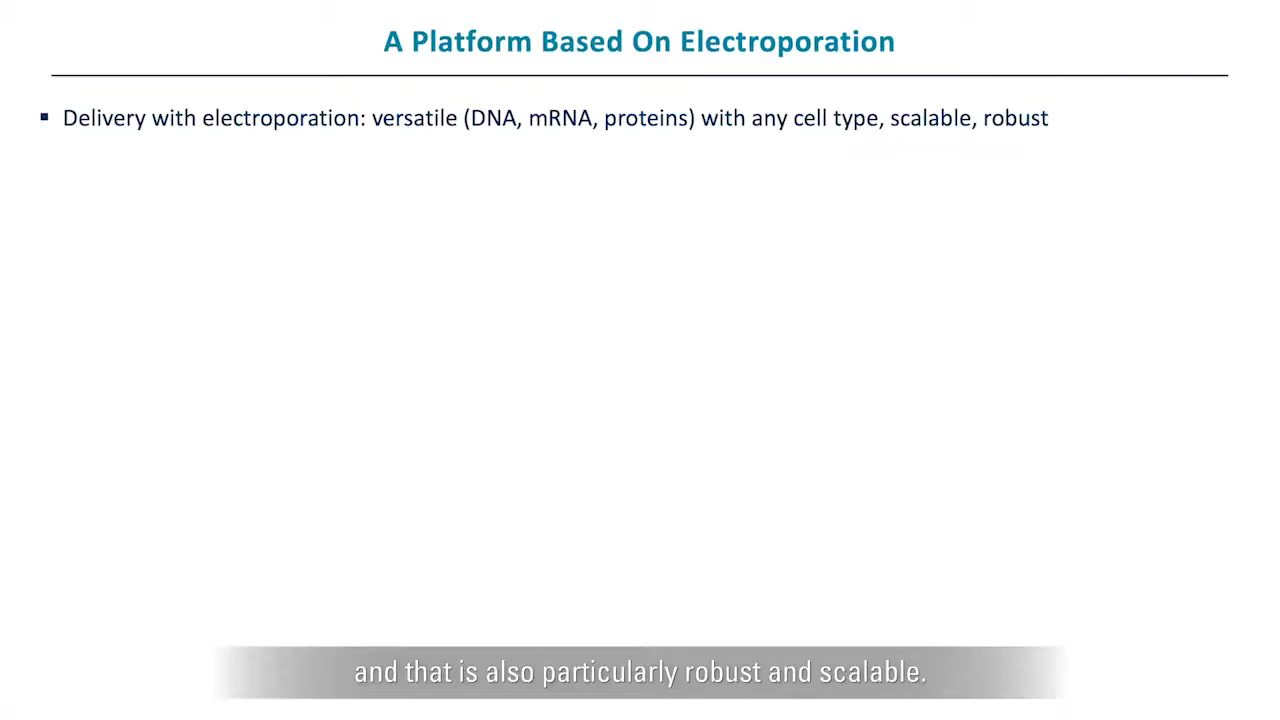 A Platform Based On Electroporation
▪ Delivery with electroporation: versatile (DNA, mRNA, proteins) with any cell type, scalable, robust
and that is also particularly robust and scalable.